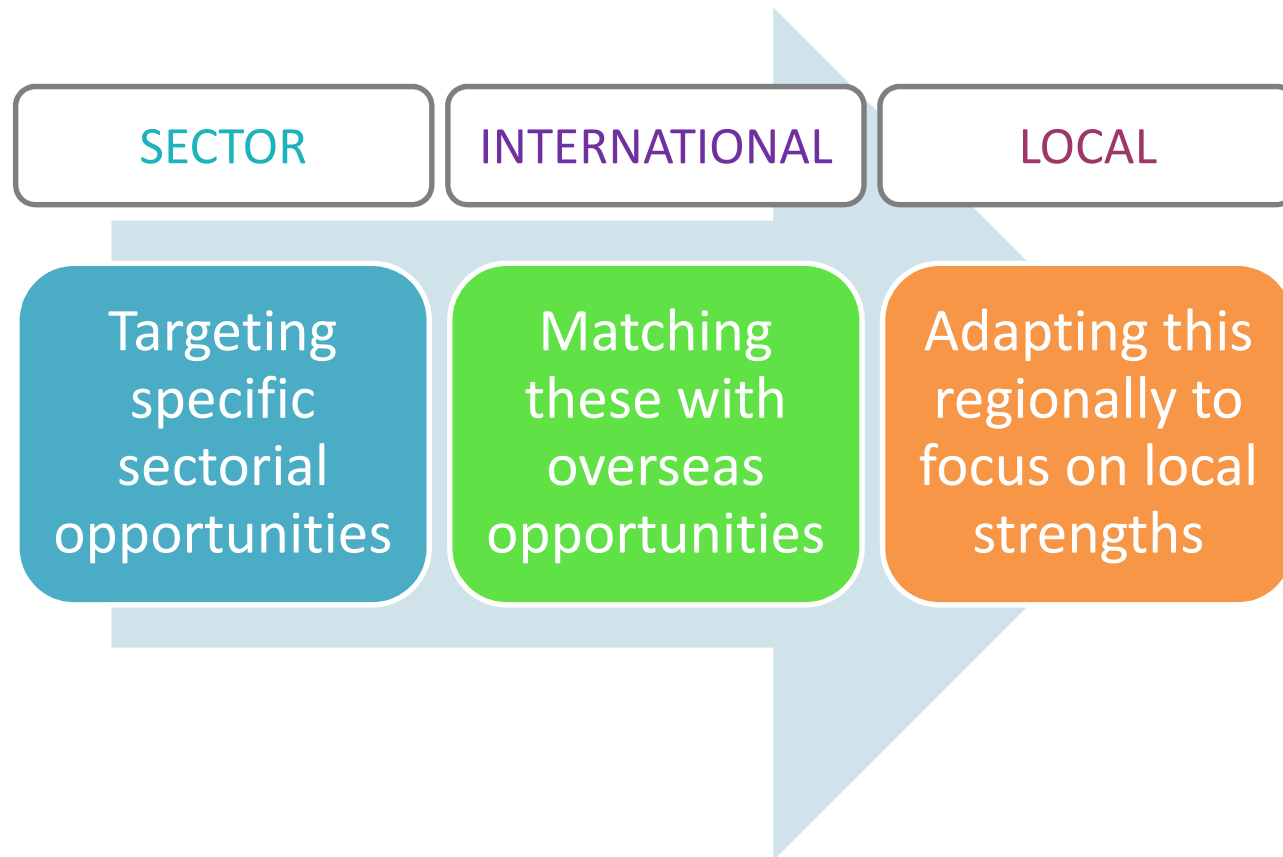 SECTOR
INTERNATIONAL
LOCAL
Targeting
specific
sectorial
opportunities
Matching
these with
overseas
opportunities
Adapting this
regionally to
focus on local
strengths